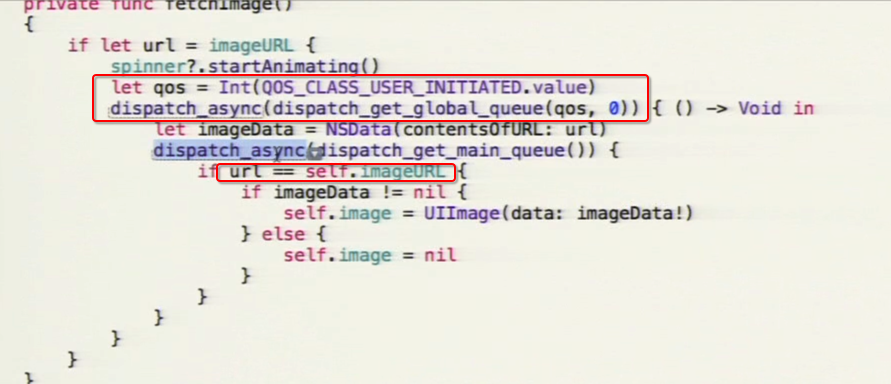 private func fetchImage()
{
if let url = imageURL {
spinner?.startAnimating()
let qos = Int(QOS_CLASS_USER_INITIATED.value)
dispatch_async(dispatch_get_global_queue(qos, 0)) { () -> Void in
let imageData = NSData(contentsOfURL: url)
dispatch_async(dispatch_get_main_queue()) {
if url == self.imageURL {
if imageData != nil {
self.image = UIImage(data: imageData!)
} else {
self.image = nil
}
}
}
}
}
}